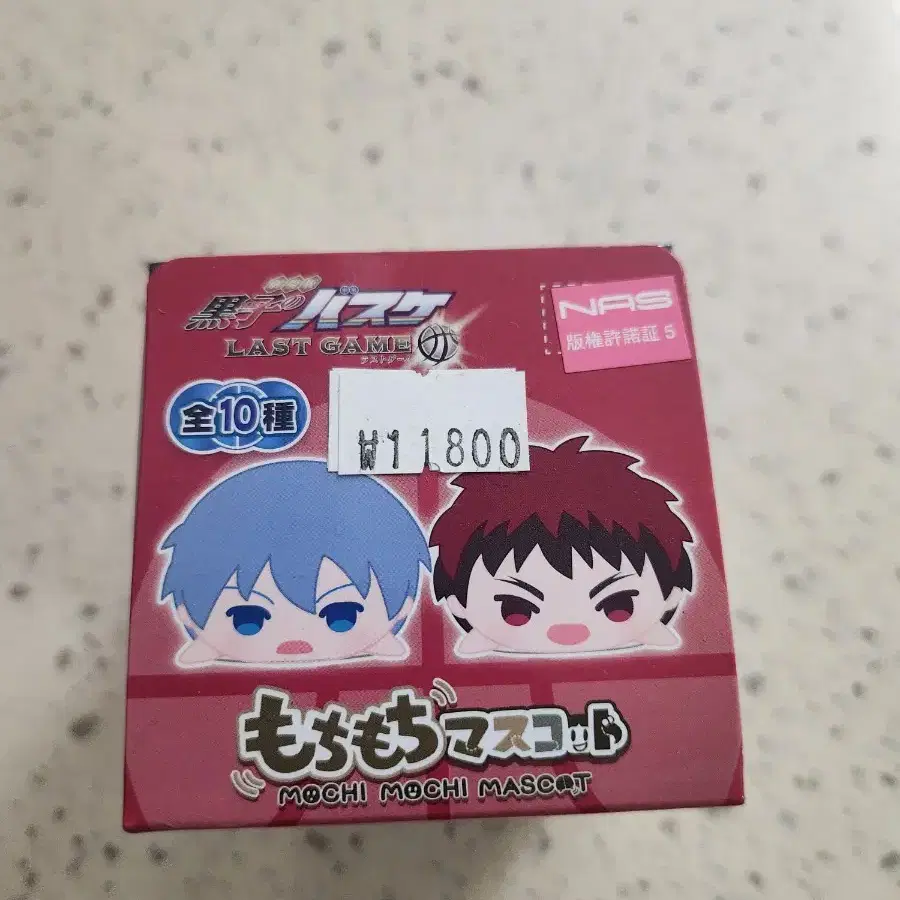 黒子のバスケ
LAST GAME
NAS
版権許諾証 5
全10種
₩11,800
もちもちマスコット
MOCHI MOCHI MASCOT